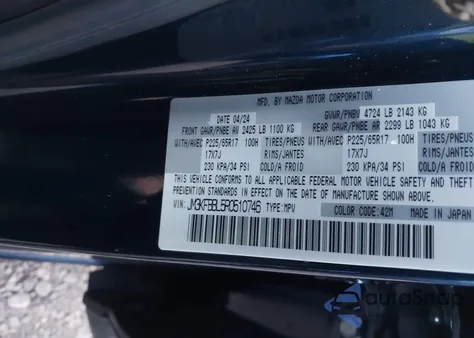 MFD. BY MAZDA MOTOR CORPORATION
DATE 04/24 GVWR/PNBV 4724 LB 2143 KG
FRONT GAWR/PNBE AV 2425 LB 1100 KG REAR GAWR/PNBE AR 2299 LB 1043 KG
WITH/AVEC P225/65R17 100H TIRES/PNEUS WITH/AVEC P225/65R17 100H TIRES/PNEUS
17X7J RIMS/JANTES 17X7J RIMS/JANTES
230 KPA/34 PSI COLD/A FROID 230 KPA/34 PSI COLD/A FROID
THIS VEHICLE CONFORMS TO ALL APPLICABLE FEDERAL MOTOR VEHICLE SAFETY AND THEFT
PREVENTION STANDARDS IN EFFECT ON THE DATE OF MANUFACTURE SHOWN ABOVE.
VIN: JM3KFBBL5R0510746 TYPE:MPV COLOR CODE:42M MADE IN JAPAN
autoSnap